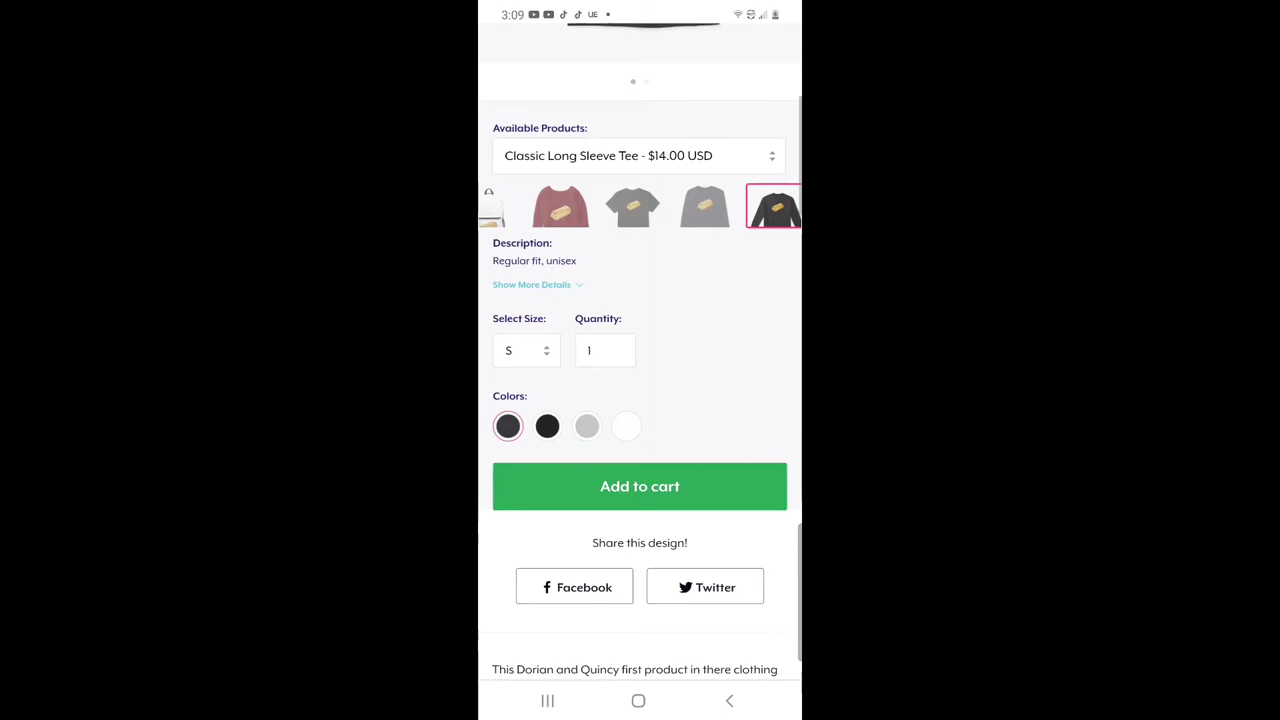 3:09 UE
Available Products:
Classic Long Sleeve Tee - $14.00 USD
Description:
Regular fit, unisex
Show More Details
Select Size: Quantity:
S 1
Colors:
Add to cart
Share this design!
Facebook Twitter
This Dorian and Quincy first product in there clothing